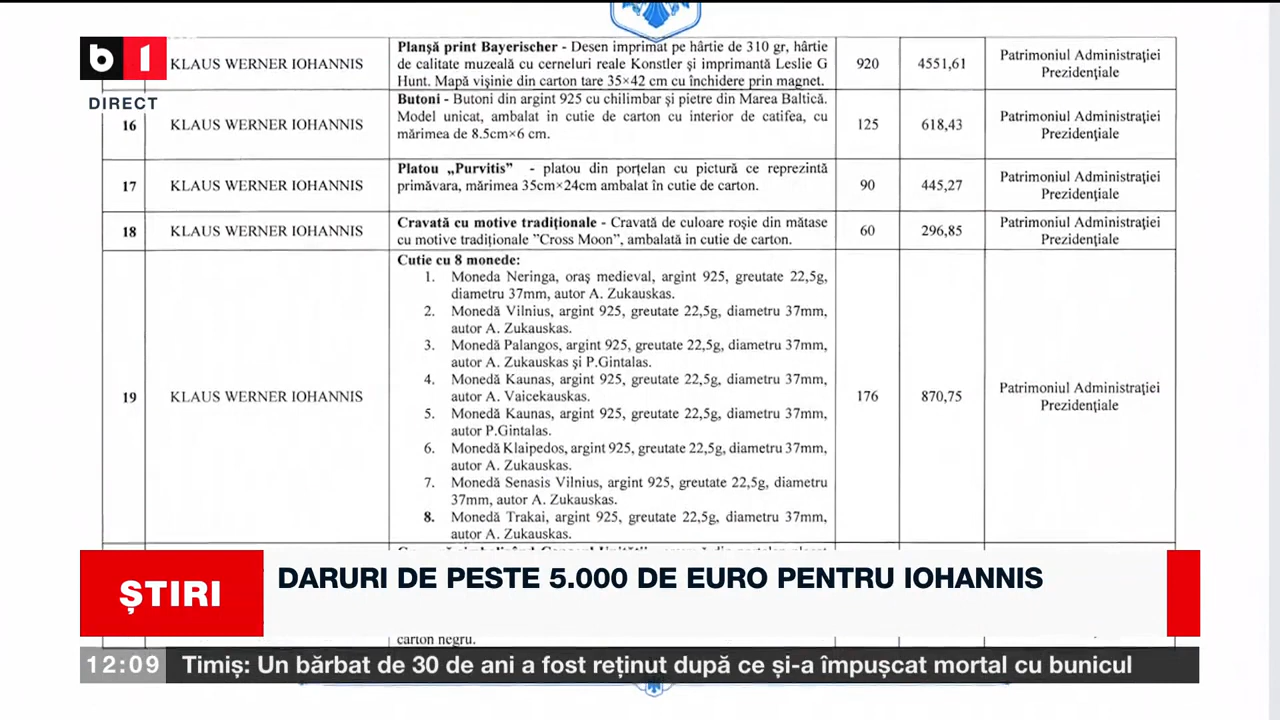 b1
DIRECT
KLAUS WERNER IOHANNIS
Planșă print Bayerischer - Desen imprimat pe hârtie de 310 gr, hârtie
de calitate muzeală cu cerneluri reale Konstler și imprimantă Leslie G
Hunt. Mapă vișinie din carton tare 35×42 cm cu închidere prin magnet.
920
4551,61
Patrimoniul Administrației
Prezidențiale
16
KLAUS WERNER IOHANNIS
Butoni - Butoni din argint 925 cu chilimbar și pietre din Marea Baltică.
Model unicat, ambalat in cutie de carton cu interior de catifea, cu
mărimea de 8.5cm×6 cm.
125
618,43
Patrimoniul Administrației
Prezidențiale
17
KLAUS WERNER IOHANNIS
Platou „Purvitis” - platou din porțelan cu pictură ce reprezintă
primăvara, mărimea 35cm×24cm ambalat în cutie de carton.
90
445,27
Patrimoniul Administrației
Prezidențiale
18
KLAUS WERNER IOHANNIS
Cravată cu motive tradiționale - Cravată de culoare roșie din mătase
cu motive tradiționale ”Cross Moon”, ambalată in cutie de carton.
60
296,85
Patrimoniul Administrației
Prezidențiale
19
KLAUS WERNER IOHANNIS
Cutie cu 8 monede:
1. Moneda Neringa, oraș medieval, argint 925, greutate 22,5g,
diametru 37mm, autor A. Zukauskas.
2. Monedă Vilnius, argint 925, greutate 22,5g, diametru 37mm,
autor A. Zukauskas.
3. Monedă Palangos, argint 925, greutate 22,5g, diametru 37mm,
autor A. Zukauskas și P.Gintalas.
4. Monedă Kaunas, argint 925, greutate 22,5g, diametru 37mm,
autor A. Vaicekauskas.
5. Monedă Kaunas, argint 925, greutate 22,5g, diametru 37mm,
autor P.Gintalas.
6. Monedă Klaipedos, argint 925, greutate 22,5g, diametru 37mm,
autor A. Zukauskas.
7. Monedă Senasis Vilnius, argint 925, greutate 22,5g, diametru
37mm, autor A. Zukauskas.
8. Monedă Trakai, argint 925, greutate 22,5g, diametru 37mm,
autor A. Zukauskas.
176
870,75
Patrimoniul Administrației
Prezidențiale
ȘTIRI
DARURI DE PESTE 5.000 DE EURO PENTRU IOHANNIS
carton negru.
12:09
Timiș: Un bărbat de 30 de ani a fost reținut după ce și-a împușcat mortal cu bunicul